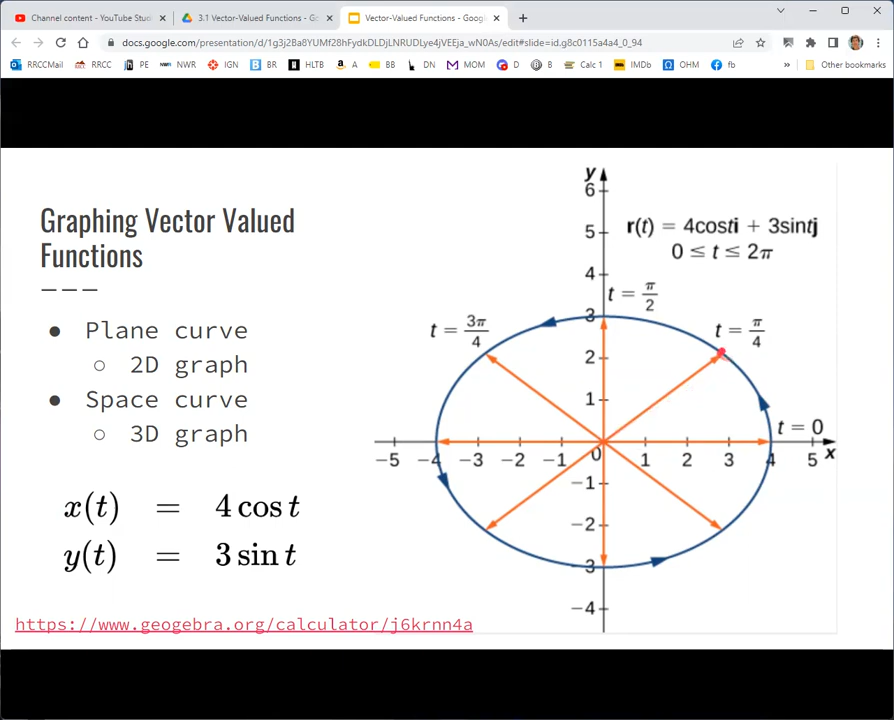 Channel content - YouTube Stud
3.1 Vector-Valued Functions - Go
Vector-Valued Functions - Googl
docs.google.com/presentation/d/1g3j2Ba8YUMf28hFydkDLDjLNRUDLye4jVEEja_wN0As/edit#slide=id.g8c0115a4a4_0_94
RRCCMail RRCC PE NWR IGN BR HLTB A BB DN MOM D B Calc 1 IMDb OHM fb » Other bookmarks
Graphing Vector Valued
Functions
● Plane curve
○ 2D graph
● Space curve
○ 3D graph
x(t) = 4 cos t
y(t) = 3 sin t
https://www.geogebra.org/calculator/j6krnn4a
y
6
5
4
3
2
1
r(t) = 4costi + 3sintj
0 ≤ t ≤ 2π
t = π/2
t = 3π/4
t = π/4
t = 0
−5 −4 −3 −2 −1 0 1 2 3 4 5 x
−1
−2
−3
−4